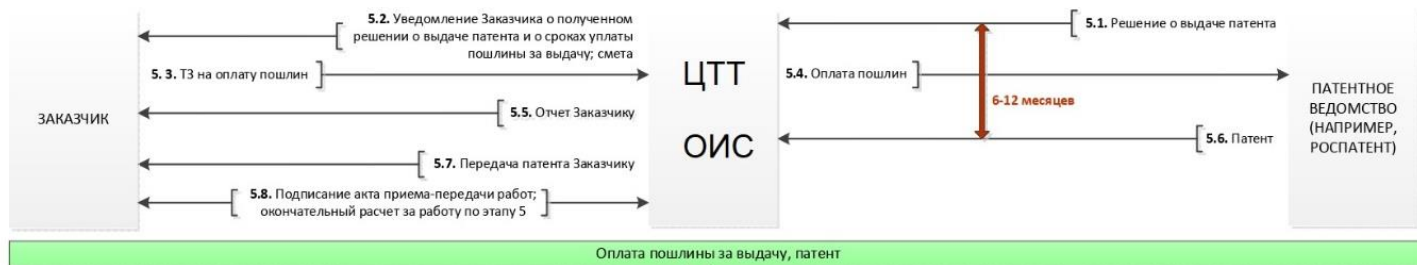 5.2. Уведомление Заказчика о полученном
решении о выдаче патента и о сроках уплаты
пошлины за выдачу; смета
5.1. Решение о выдаче патента
5. 3. ТЗ на оплату пошлин
ЦТТ
5.4. Оплата пошлин
ЗАКАЗЧИК
5.5. Отчет Заказчику
6-12 месяцев
ПАТЕНТНОЕ
ВЕДОМСТВО
(НАПРИМЕР,
РОСПАТЕНТ)
ОИС
5.6. Патент
5.7. Передача патента Заказчику
5.8. Подписание акта приема-передачи работ;
окончательный расчет за работу по этапу 5
Оплата пошлины за выдачу, патент